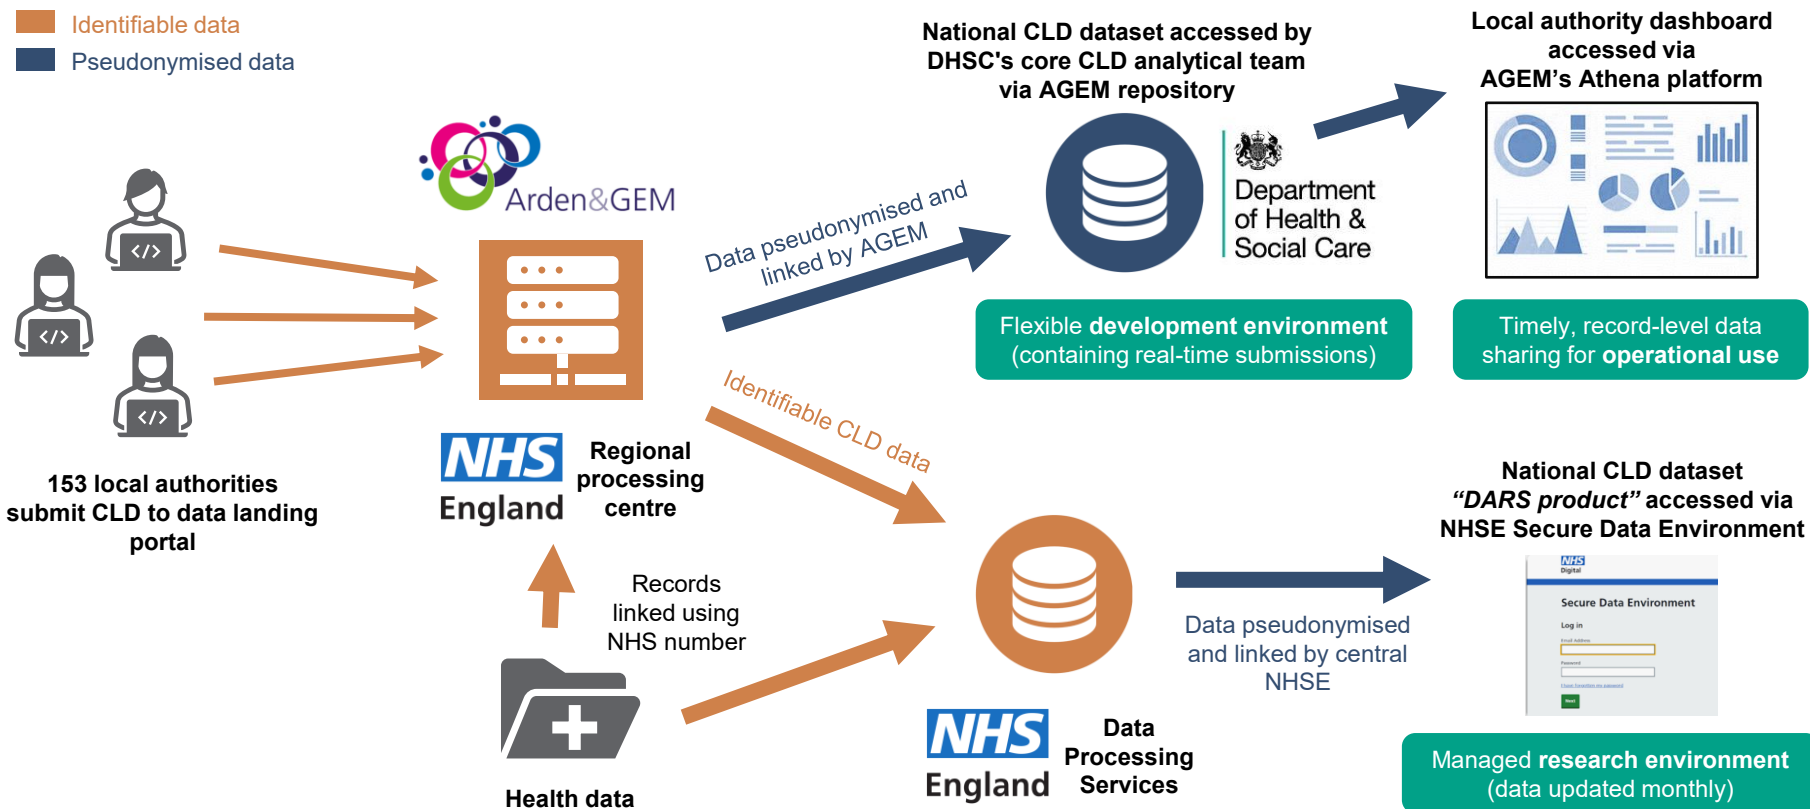 Identifiable data
Pseudonymised data
Arden&GEM
153 local authorities
submit CLD to data landing
portal
NHS
England
Regional
processing
centre
Records
linked using
NHS number
Health data
Data pseudonymised and
linked by AGEM
Identifiable CLD data
National CLD dataset accessed by
DHSC's core CLD analytical team
via AGEM repository
Department
of Health &
Social Care
Flexible development environment
(containing real-time submissions)
Local authority dashboard
accessed via
AGEM's Athena platform
Timely, record-level data
sharing for operational use
NHS
England
Data
Processing
Services
Data pseudonymised
and linked by central
NHSE
National CLD dataset
"DARS product" accessed via
NHSE Secure Data Environment
NHS
Digital
Secure Data Environment
Log in
Email Address
Password
Next
Managed research environment
(data updated monthly)